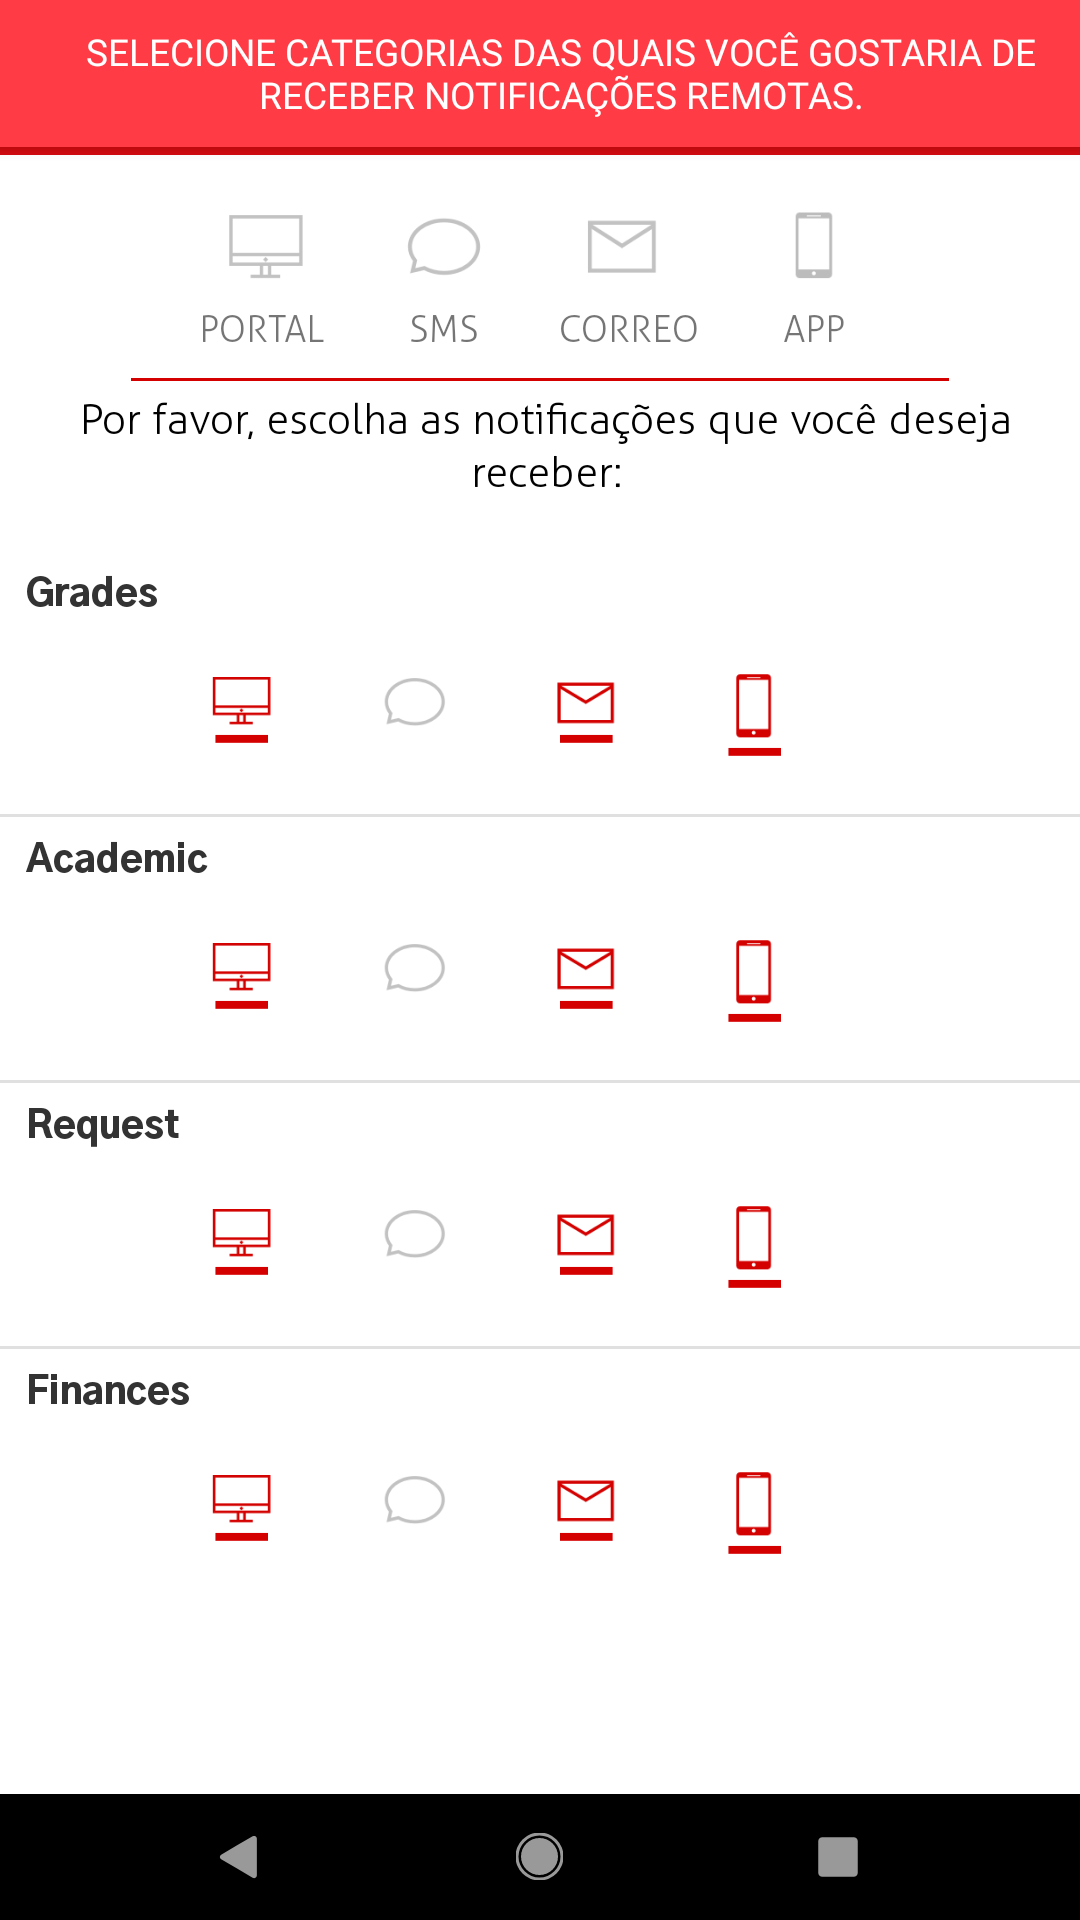 SELECIONE CATEGORIAS DAS QUAIS VOCÊ GOSTARIA DE
RECEBER NOTIFICAÇÕES REMOTAS.
PORTAL SMS CORREO APP
Por favor, escolha as notificações que você deseja
receber:
Grades
Academic
Request
Finances